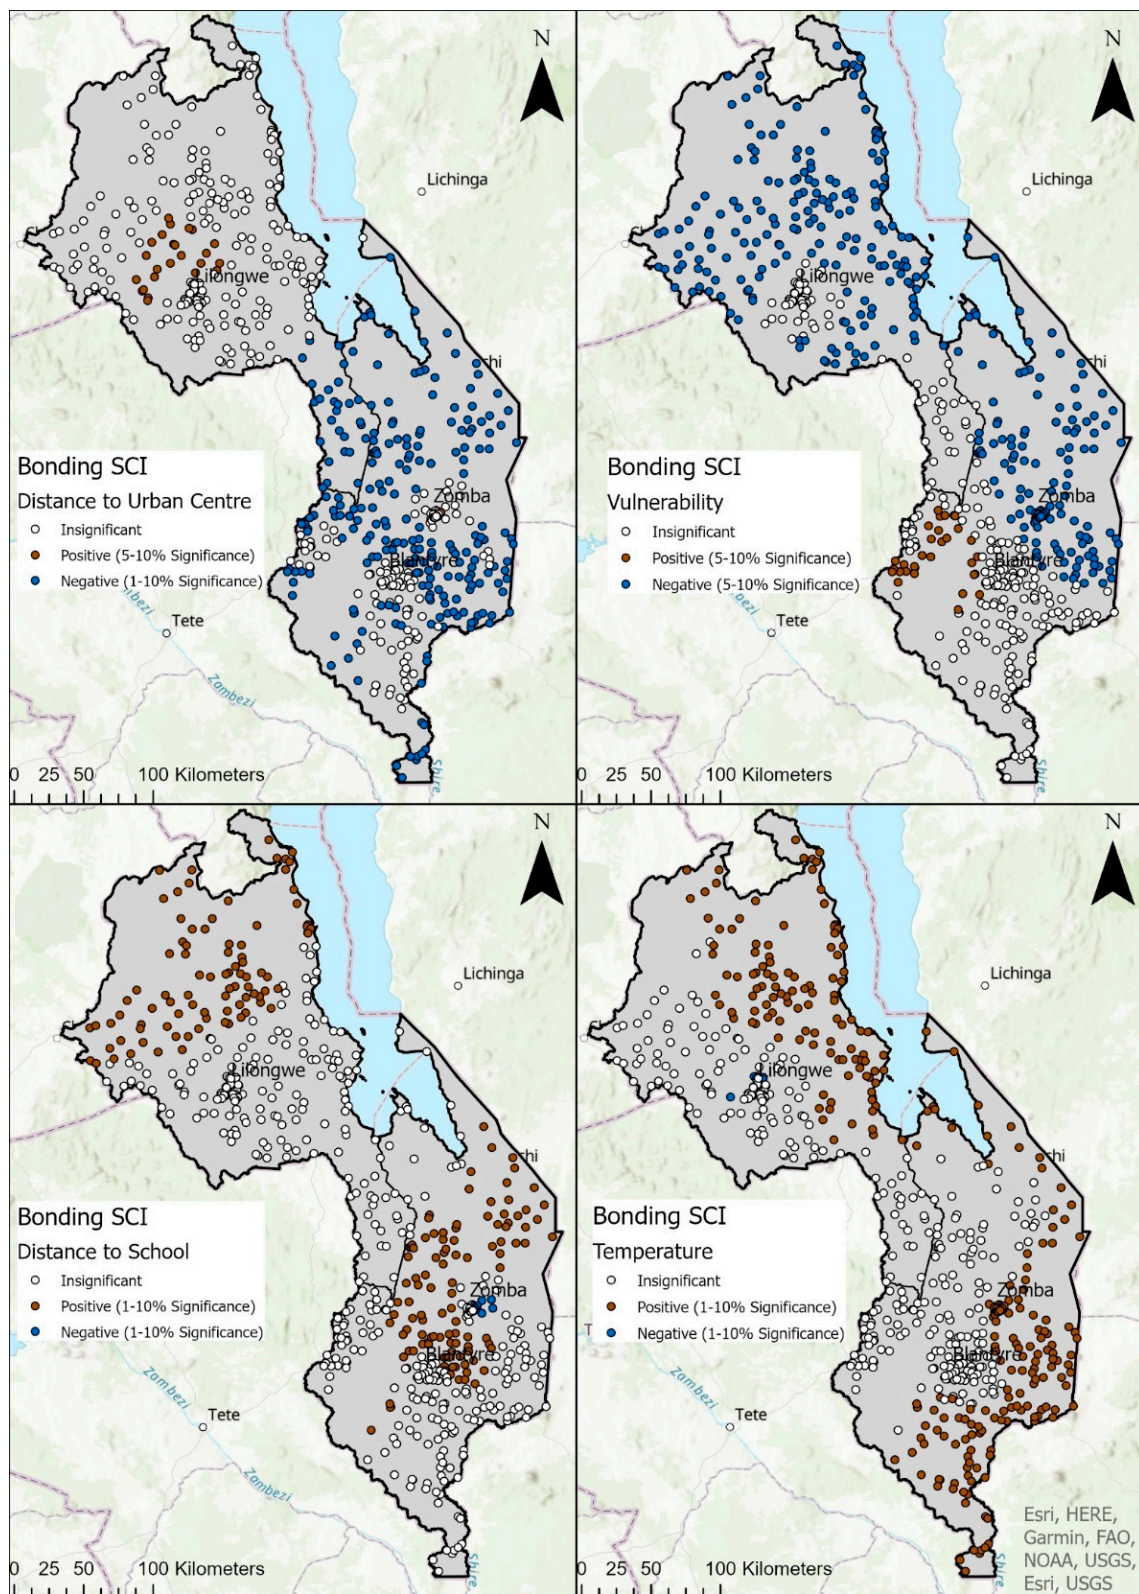 N
Lichinga
Lilongwe
chi
Bonding SCI
Distance to Urban Centre
Insignificant
Positive (5-10% Significance)
Negative (1-10% Significance)
Zomba
Blantyre
Tete
Zambezi
Shire
0 25 50 100 Kilometers
N
Lichinga
Lilongwe
chi
Bonding SCI
Vulnerability
Insignificant
Positive (5-10% Significance)
Negative (5-10% Significance)
Zomba
Blantyre
Tete
Zambezi
Shire
0 25 50 100 Kilometers
N
Lichinga
Lilongwe
chi
Bonding SCI
Distance to School
Insignificant
Positive (1-10% Significance)
Negative (1-10% Significance)
Zomba
Blantyre
Zambezi
Tete
Zambezi
Shire
0 25 50 100 Kilometers
N
Lichinga
Lilongwe
chi
Bonding SCI
Temperature
Insignificant
Positive (1-10% Significance)
Negative (1-10% Significance)
Zomba
Blantyre
Zambezi
Tete
Zambezi
Shire
0 25 50 100 Kilometers
Esri, HERE,
Garmin, FAO,
NOAA, USGS,
Esri, USGS